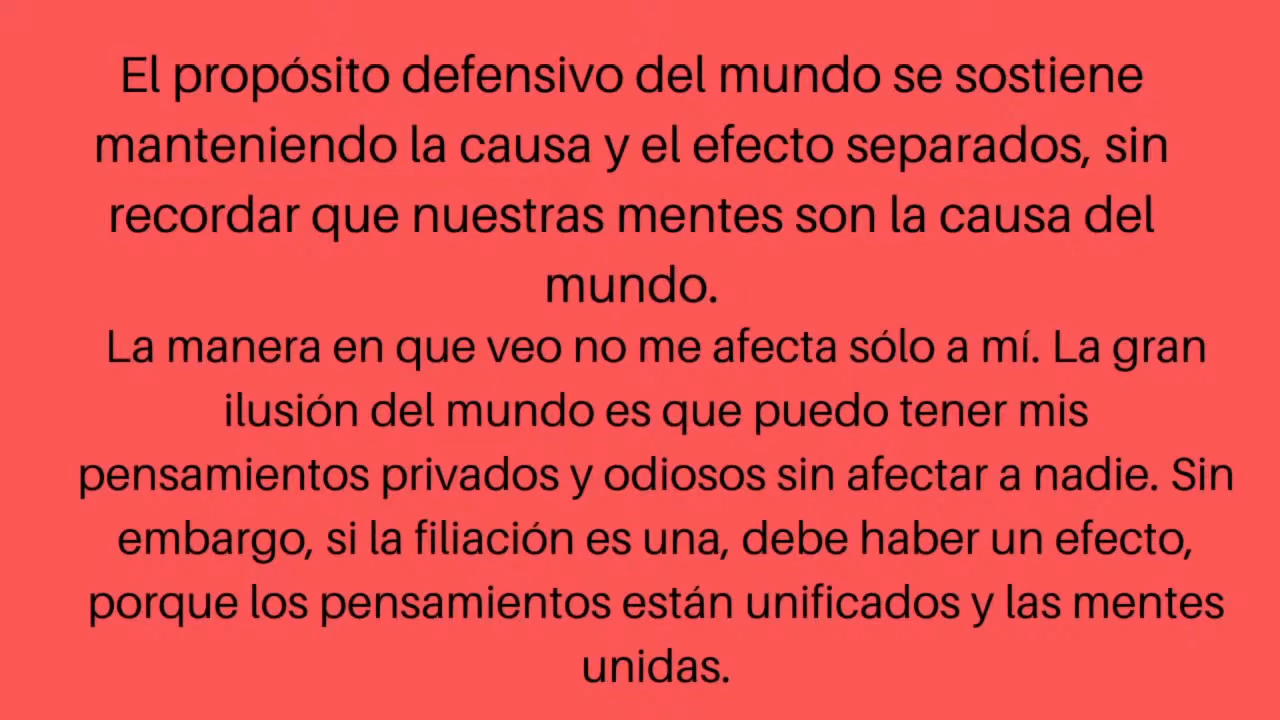 El propósito defensivo del mundo se sostiene
manteniendo la causa y el efecto separados, sin
recordar que nuestras mentes son la causa del
mundo.
La manera en que veo no me afecta sólo a mí. La gran
ilusión del mundo es que puedo tener mis
pensamientos privados y odiosos sin afectar a nadie. Sin
embargo, si la filiación es una, debe haber un efecto,
porque los pensamientos están unificados y las mentes
unidas.